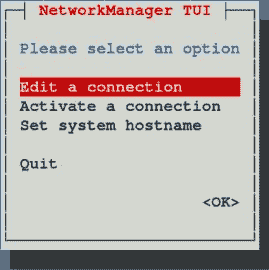 NetworkManager TUI
Please select an option
Edit a connection
Activate a connection
Set system hostname
Quit
<OK>